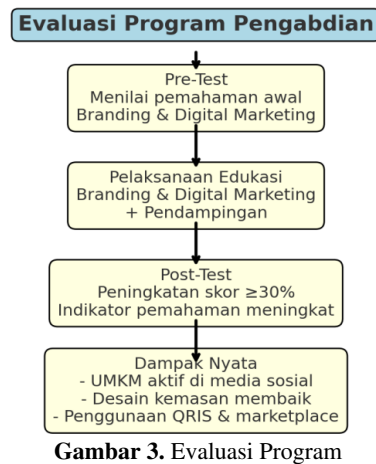 Evaluasi Program Pengabdian
Pre-Test
Menilai pemahaman awal
Branding & Digital Marketing
Pelaksanaan Edukasi
Branding & Digital Marketing
+ Pendampingan
Post-Test
Peningkatan skor ≥30%
Indikator pemahaman meningkat
Dampak Nyata
- UMKM aktif di media sosial
- Desain kemasan membaik
- Penggunaan QRIS & marketplace
Gambar 3. Evaluasi Program